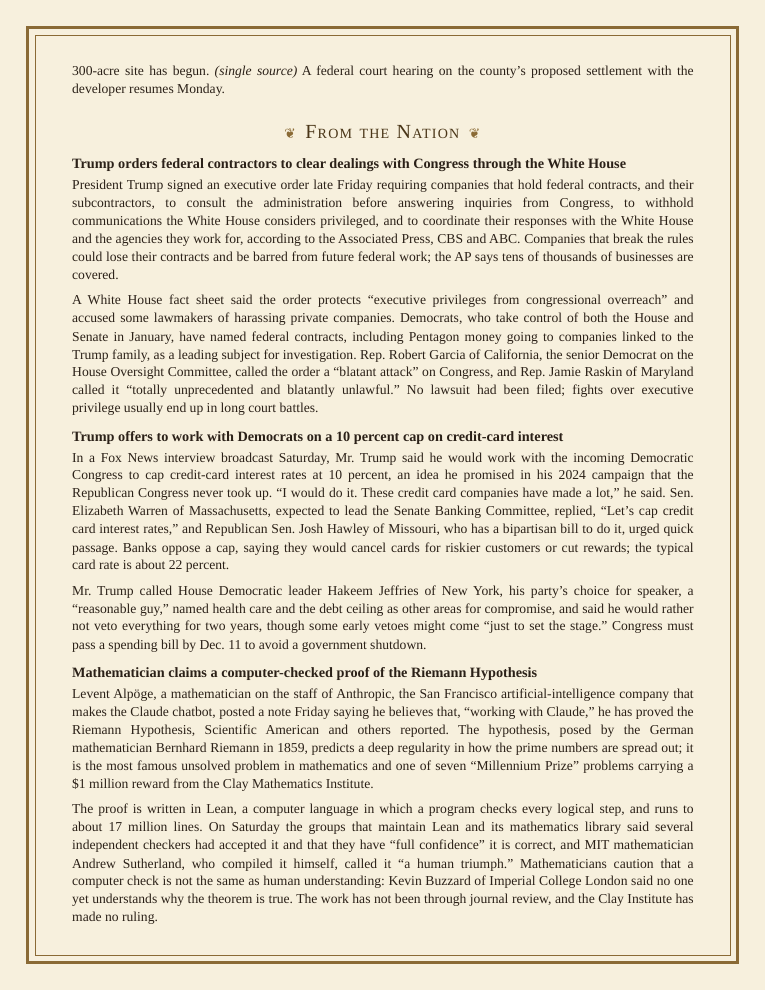 300-acre site has begun. (single source) A federal court hearing on the county’s proposed settlement with the
developer resumes Monday.
❦ From the Nation ❦
Trump orders federal contractors to clear dealings with Congress through the White House
President Trump signed an executive order late Friday requiring companies that hold federal contracts, and their
subcontractors, to consult the administration before answering inquiries from Congress, to withhold
communications the White House considers privileged, and to coordinate their responses with the White House
and the agencies they work for, according to the Associated Press, CBS and ABC. Companies that break the rules
could lose their contracts and be barred from future federal work; the AP says tens of thousands of businesses are
covered.
A White House fact sheet said the order protects “executive privileges from congressional overreach” and
accused some lawmakers of harassing private companies. Democrats, who take control of both the House and
Senate in January, have named federal contracts, including Pentagon money going to companies linked to the
Trump family, as a leading subject for investigation. Rep. Robert Garcia of California, the senior Democrat on the
House Oversight Committee, called the order a “blatant attack” on Congress, and Rep. Jamie Raskin of Maryland
called it “totally unprecedented and blatantly unlawful.” No lawsuit had been filed; fights over executive
privilege usually end up in long court battles.
Trump offers to work with Democrats on a 10 percent cap on credit-card interest
In a Fox News interview broadcast Saturday, Mr. Trump said he would work with the incoming Democratic
Congress to cap credit-card interest rates at 10 percent, an idea he promised in his 2024 campaign that the
Republican Congress never took up. “I would do it. These credit card companies have made a lot,” he said. Sen.
Elizabeth Warren of Massachusetts, expected to lead the Senate Banking Committee, replied, “Let’s cap credit
card interest rates,” and Republican Sen. Josh Hawley of Missouri, who has a bipartisan bill to do it, urged quick
passage. Banks oppose a cap, saying they would cancel cards for riskier customers or cut rewards; the typical
card rate is about 22 percent.
Mr. Trump called House Democratic leader Hakeem Jeffries of New York, his party’s choice for speaker, a
“reasonable guy,” named health care and the debt ceiling as other areas for compromise, and said he would rather
not veto everything for two years, though some early vetoes might come “just to set the stage.” Congress must
pass a spending bill by Dec. 11 to avoid a government shutdown.
Mathematician claims a computer-checked proof of the Riemann Hypothesis
Levent Alpöge, a mathematician on the staff of Anthropic, the San Francisco artificial-intelligence company that
makes the Claude chatbot, posted a note Friday saying he believes that, “working with Claude,” he has proved the
Riemann Hypothesis, Scientific American and others reported. The hypothesis, posed by the German
mathematician Bernhard Riemann in 1859, predicts a deep regularity in how the prime numbers are spread out; it
is the most famous unsolved problem in mathematics and one of seven “Millennium Prize” problems carrying a
$1 million reward from the Clay Mathematics Institute.
The proof is written in Lean, a computer language in which a program checks every logical step, and runs to
about 17 million lines. On Saturday the groups that maintain Lean and its mathematics library said several
independent checkers had accepted it and that they have “full confidence” it is correct, and MIT mathematician
Andrew Sutherland, who compiled it himself, called it “a human triumph.” Mathematicians caution that a
computer check is not the same as human understanding: Kevin Buzzard of Imperial College London said no one
yet understands why the theorem is true. The work has not been through journal review, and the Clay Institute has
made no ruling.